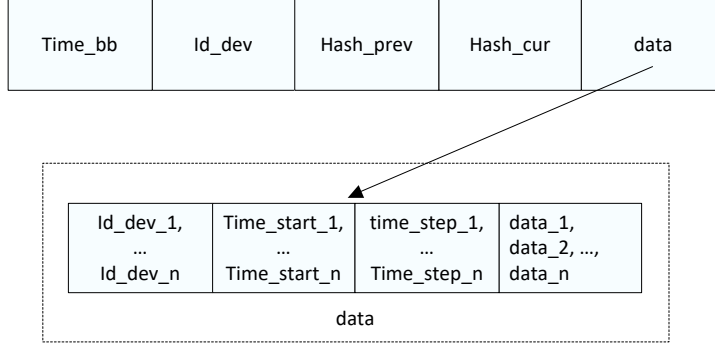 Time_bb
Id_dev
Hash_prev
Hash_cur
data
Id_dev_1,
...
Id_dev_n
Time_start_1,
...
Time_start_n
time_step_1,
...
Time_step_n
data_1,
data_2, ...,
data_n
data